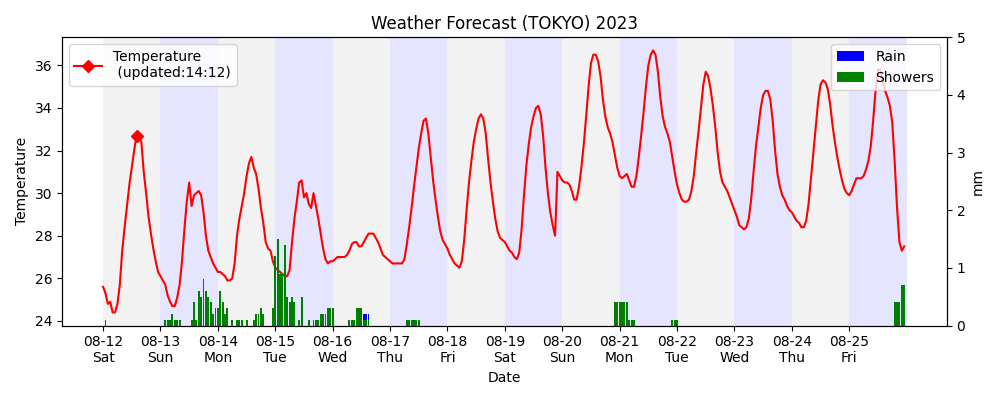 Weather Forecast (TOKYO) 2023
Temperature
(updated:14:12)
Rain
Showers
Temperature
36
34
32
30
28
26
24
5
4
3
2
1
0
mm
08-12 08-13 08-14 08-15 08-16 08-17 08-18 08-19 08-20 08-21 08-22 08-23 08-24 08-25
Sat Sun Mon Tue Wed Thu Fri Sat Sun Mon Tue Wed Thu Fri
Date